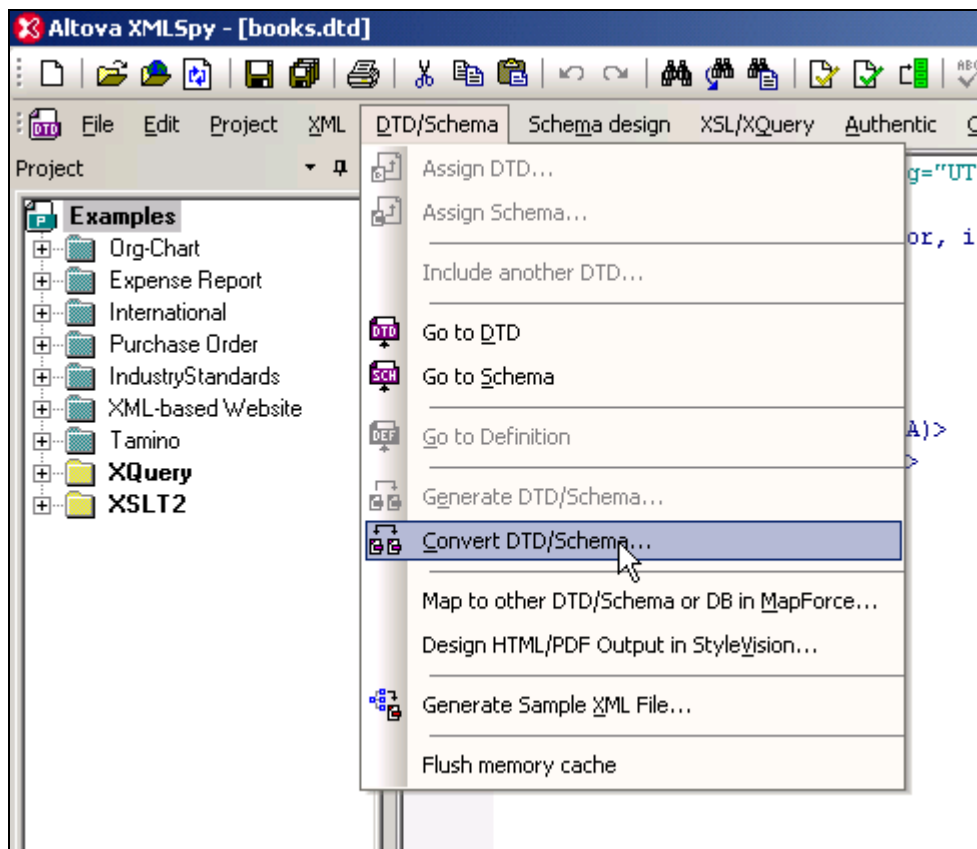 Altova XMLSpy - [books.dtd]
File Edit Project XML DTD/Schema Schema design XSL/XQuery Authentic
Project
Examples
Org-Chart
Expense Report
International
Purchase Order
IndustryStandards
XML-based Website
Tamino
XQuery
XSLT2
Assign DTD...
Assign Schema...
Include another DTD...
DTD Go to DTD
SCH Go to Schema
DEF Go to Definition
Generate DTD/Schema...
Convert DTD/Schema...
Map to other DTD/Schema or DB in MapForce...
Design HTML/PDF Output in StyleVision...
Generate Sample XML File...
Flush memory cache
g="UT
or, i
A)>
>